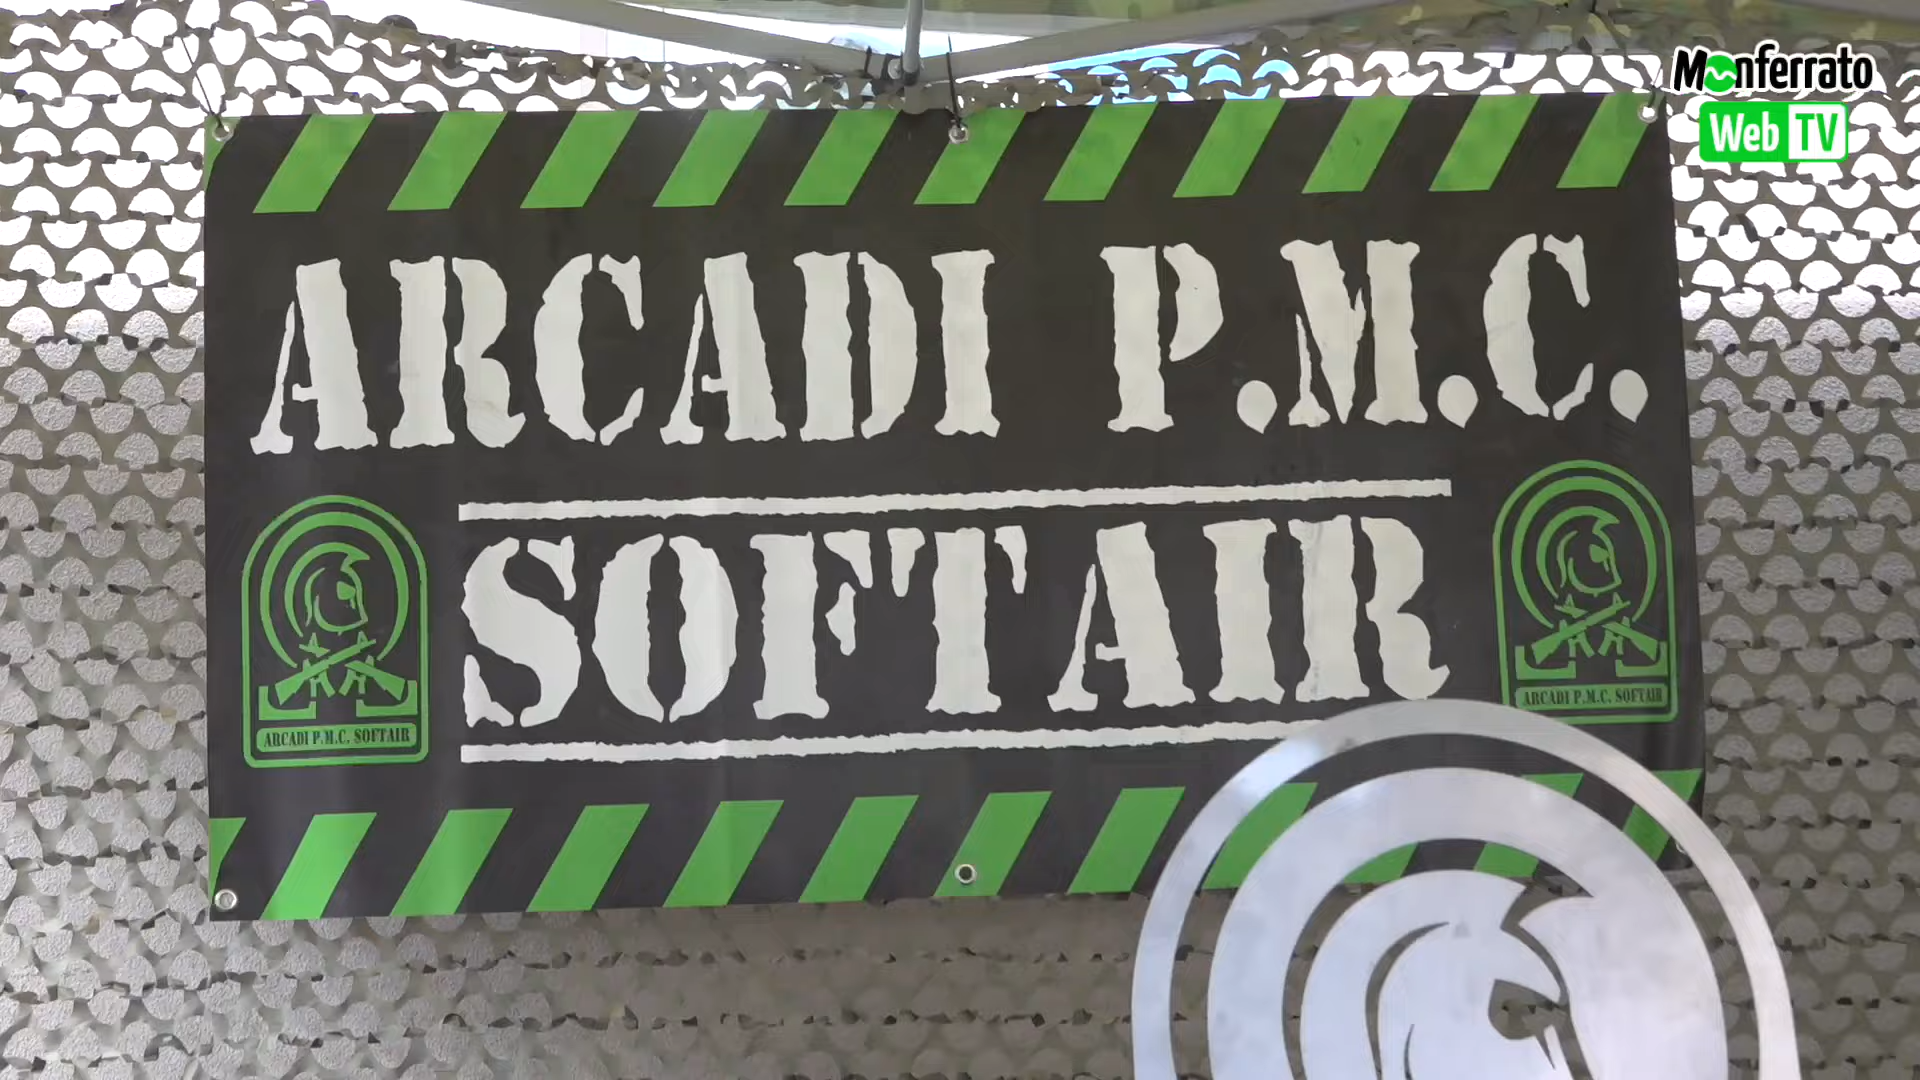 Monferrato
Web TV
ARCADI P.M.C.
SOFTAIR
ARCADI P.M.C. SOFTAIR
ARCADI P.M.C. SOFTAIR